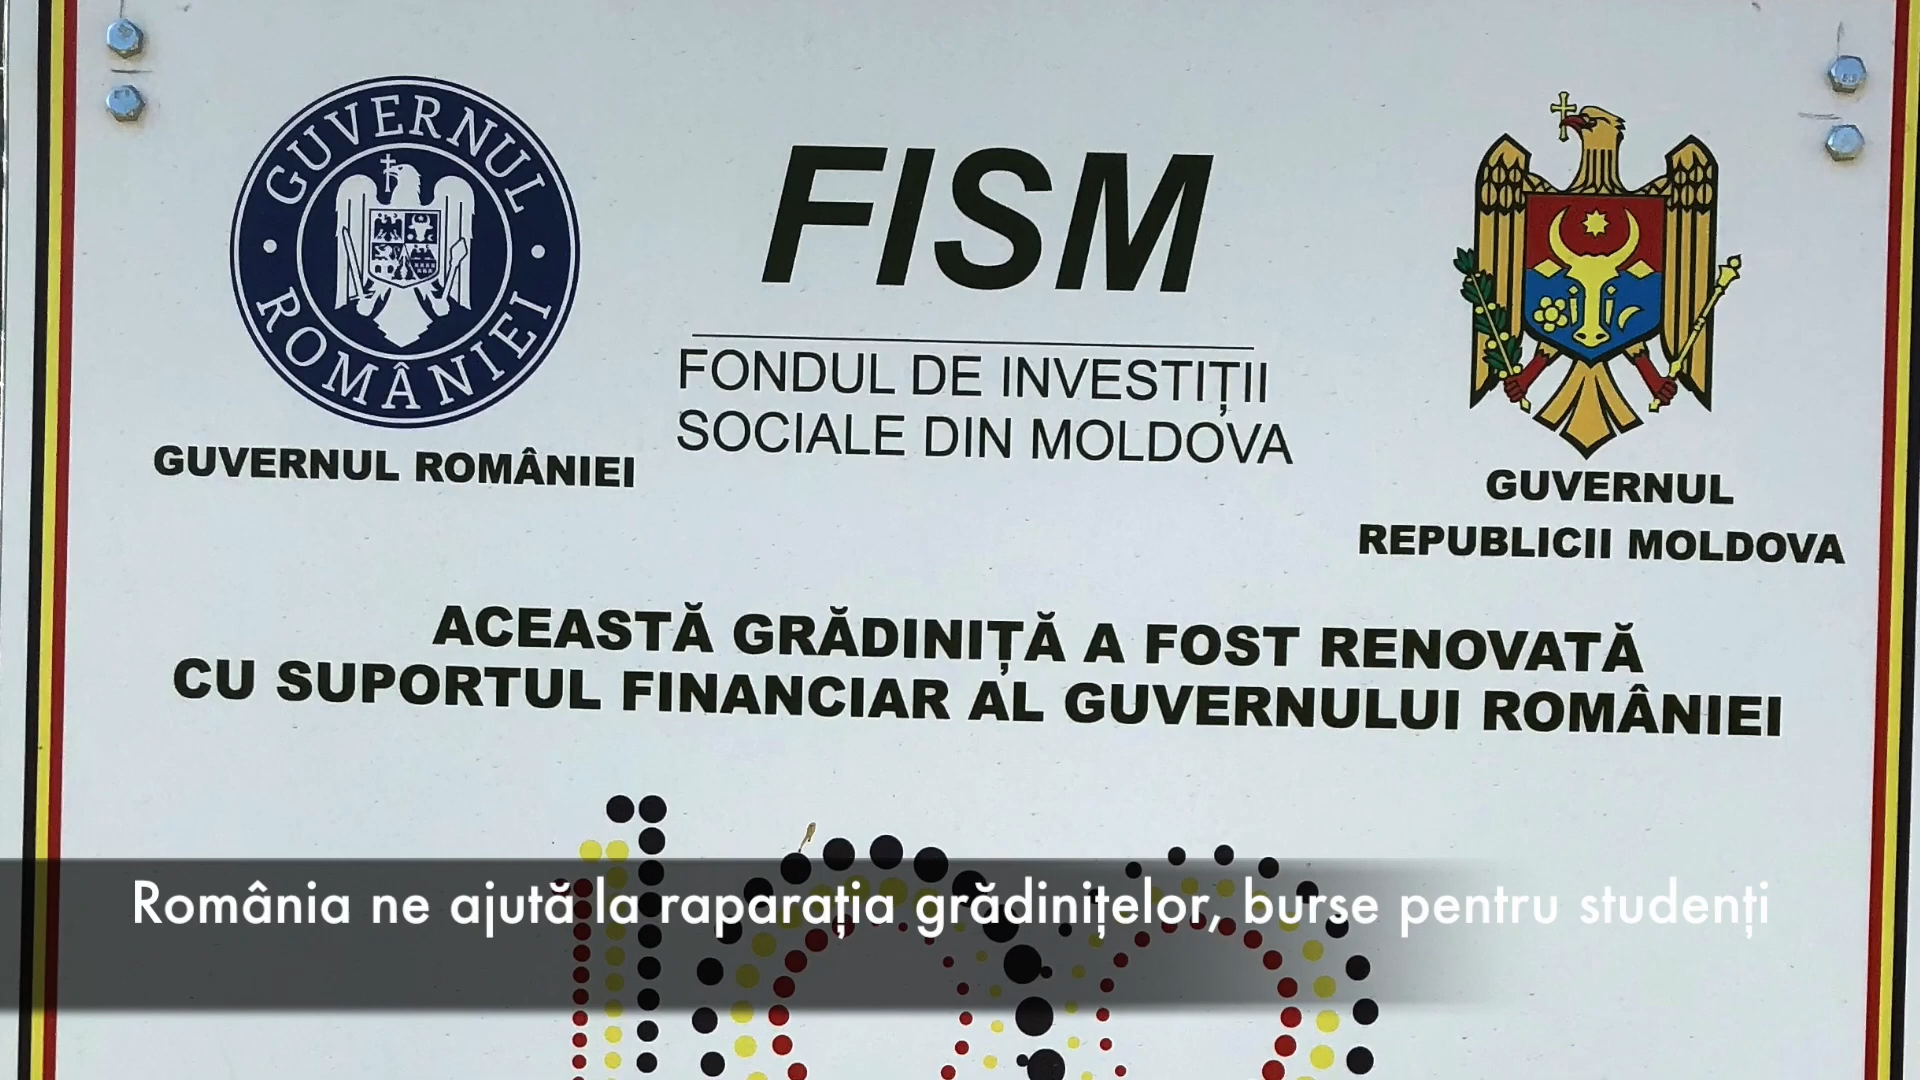 GUVERNUL ROMÂNIEI
FISM
FONDUL DE INVESTIȚII
SOCIALE DIN MOLDOVA
GUVERNUL ROMÂNIEI
GUVERNUL
REPUBLICII MOLDOVA
ACEASTĂ GRĂDINIȚĂ A FOST RENOVATĂ
CU SUPORTUL FINANCIAR AL GUVERNULUI ROMÂNIEI
România ne ajută la raparația grădinițelor, burse pentru studenți